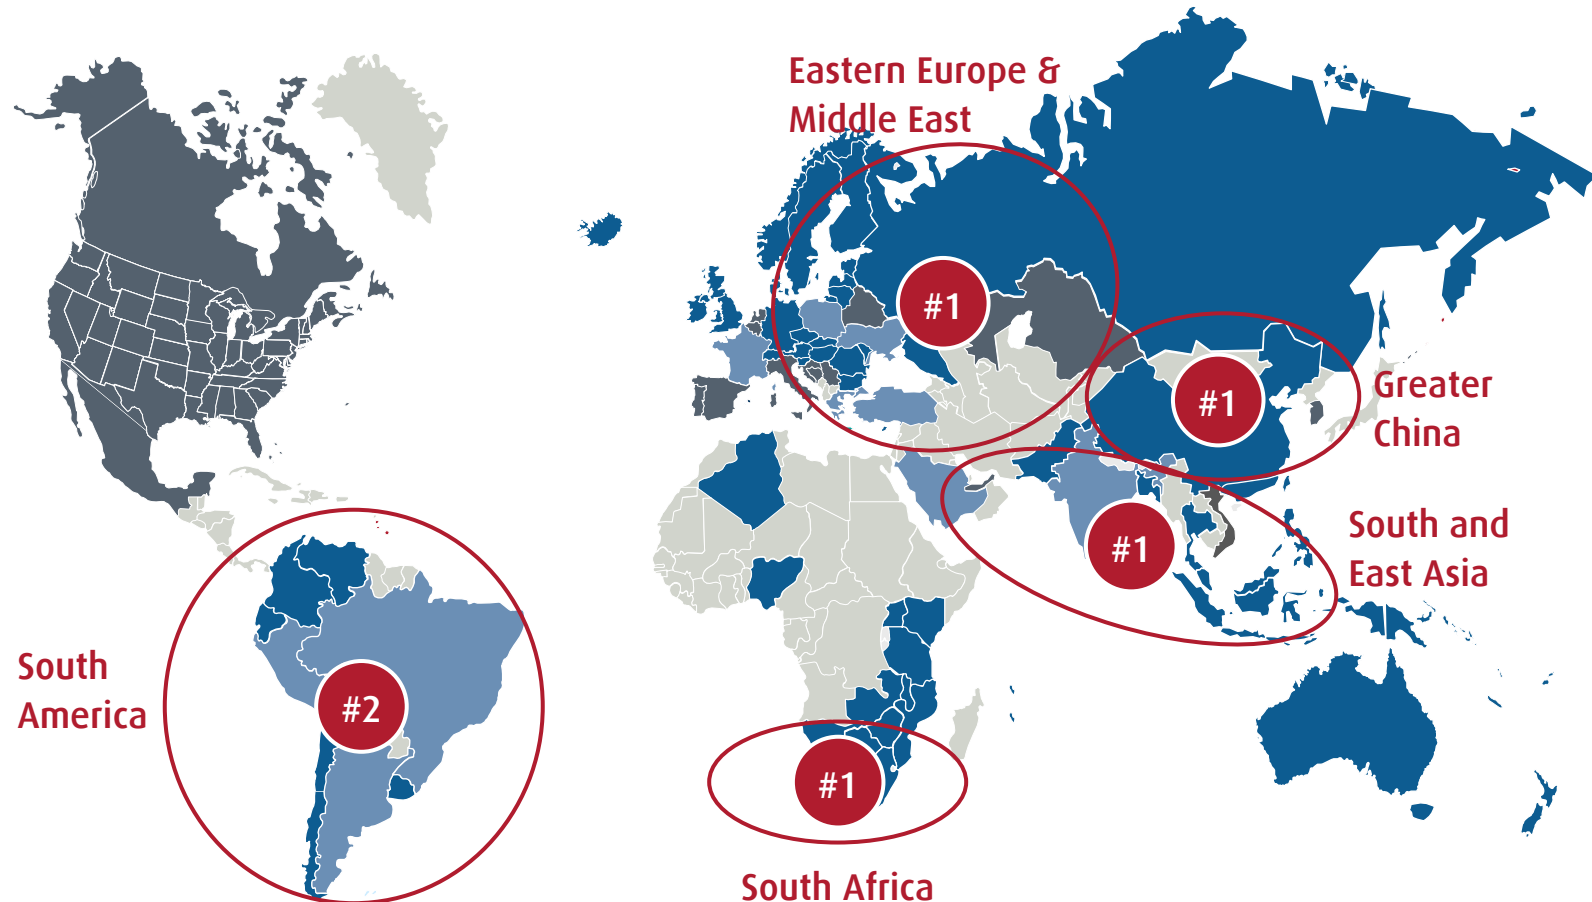 Eastern Europe &
Middle East
#1
#1
Greater
China
South and
East Asia
#1
South
America
#2
#1
South Africa